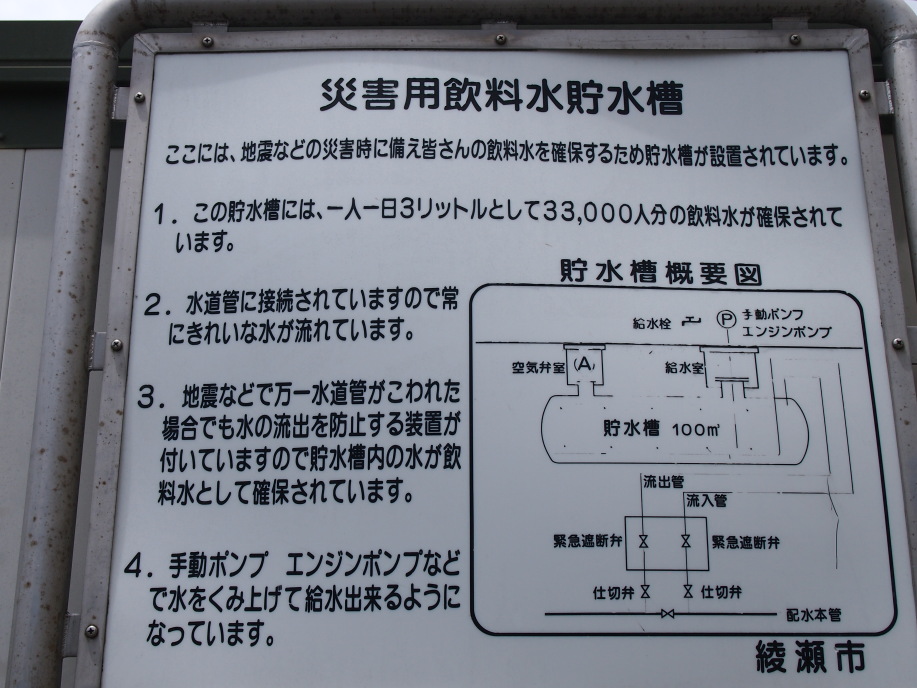 災害用飲料水貯水槽
ここには、地震などの災害時に備え皆さんの飲料水を確保するため貯水槽が設置されています。
1．この貯水槽には、一人一日3リットルとして33,000人分の飲料水が確保されて
います。
2．水道管に接続されていますので常
にきれいな水が流れています。
3．地震などで万一水道管がこわれた
場合でも水の流出を防止する装置が
付いていますので貯水槽内の水が飲
料水として確保されています。
4．手動ポンプ エンジンポンプなど
で水をくみ上げて給水出来るように
なっています。
貯水槽概要図
給水栓
P
手動ポンプ
エンジンポンプ
空気弁室
(A)
給水室
貯水槽 100㎥
流出管
流入管
緊急遮断弁
緊急遮断弁
仕切弁
仕切弁
配水本管
綾瀬市